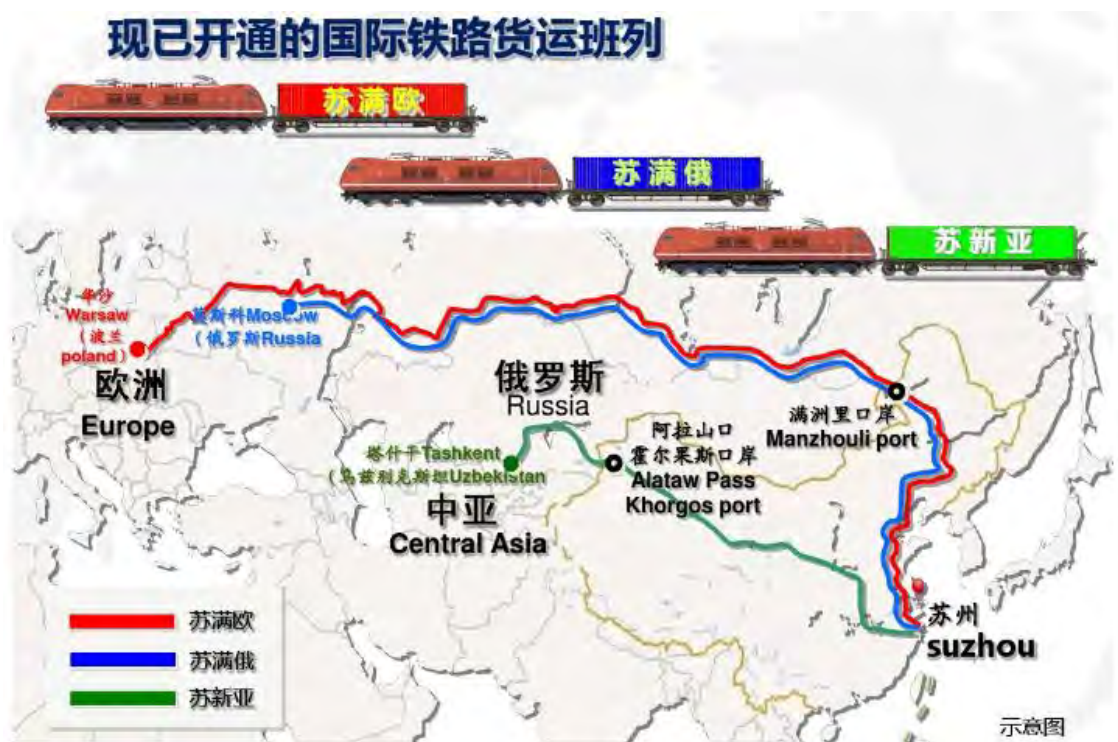 现已开通的国际铁路货运班列
苏满欧
苏满俄
苏新亚
华沙
Warsaw
（波兰
poland）
莫斯科Moscow
（俄罗斯Russia
欧洲
Europe
俄罗斯
Russia
满洲里口岸
Manzhouli port
阿拉山口
霍尔果斯口岸
Alataw Pass
Khorgos port
塔什干Tashkent
（乌兹别克斯坦Uzbekistan
中亚
Central Asia
苏州
suzhou
苏满欧
苏满俄
苏新亚
示意图